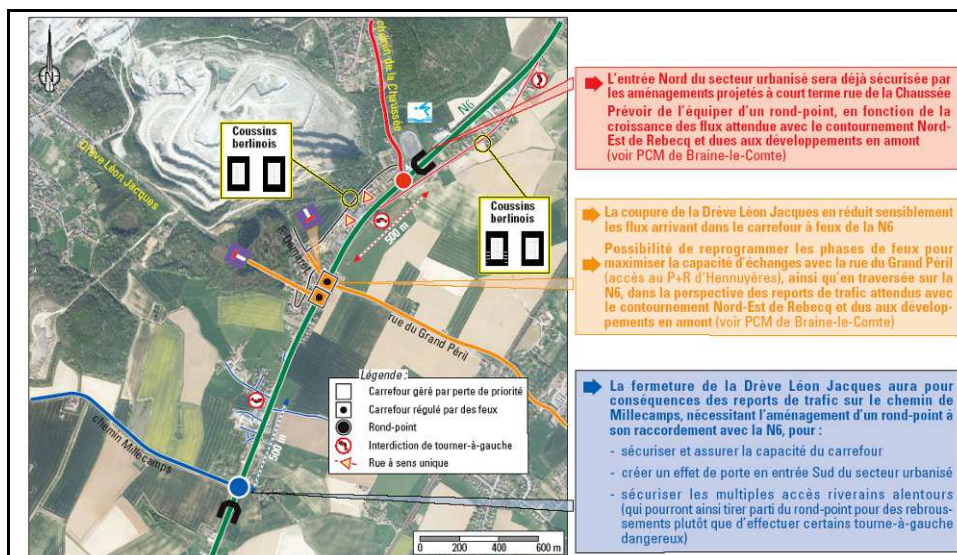 N
chemin de la Chaussée
N6
Coussins
berlinois
Drève Léon Jacques
Coussins
berlinois
500 m
rue du Grand Péril
chemin Millecamps
500 m
Légende :
Carrefour géré par perte de priorité
Carrefour régulé par des feux
Rond-point
Interdiction de tourner-à-gauche
Rue à sens unique
0 200 400 600 m
L'entrée Nord du secteur urbanisé sera déjà sécurisée par
les aménagements projetés à court terme rue de la Chaussée
Prévoir de l'équiper d'un rond-point, en fonction de la
croissance des flux attendue avec le contournement Nord-
Est de Rebecq et dues aux développements en amont
(voir PCM de Braine-le-Comte)
La coupure de la Drève Léon Jacques en réduit sensiblement
les flux arrivant dans le carrefour à feux de la N6
Possibilité de reprogrammer les phases de feux pour
maximiser la capacité d'échanges avec la rue du Grand Péril
(accès au P+R d'Hennuyères), ainsi qu'en traversée sur la
N6, dans la perspective des reports de trafic attendus avec
le contournement Nord-Est de Rebecq et dus aux dévelop-
pements en amont (voir PCM de Braine-le-Comte)
La fermeture de la Drève Léon Jacques aura pour
conséquences des reports de trafic sur le chemin de
Millecamps, nécessitant l'aménagement d'un rond-point à
son raccordement avec la N6, pour :
- sécuriser et assurer la capacité du carrefour
- créer un effet de porte en entrée Sud du secteur urbanisé
- sécuriser les multiples accès riverains alentours
(qui pourront ainsi tirer parti du rond-point pour des rebrous-
sements plutôt que d'effectuer certains tourne-à-gauche
dangereux)